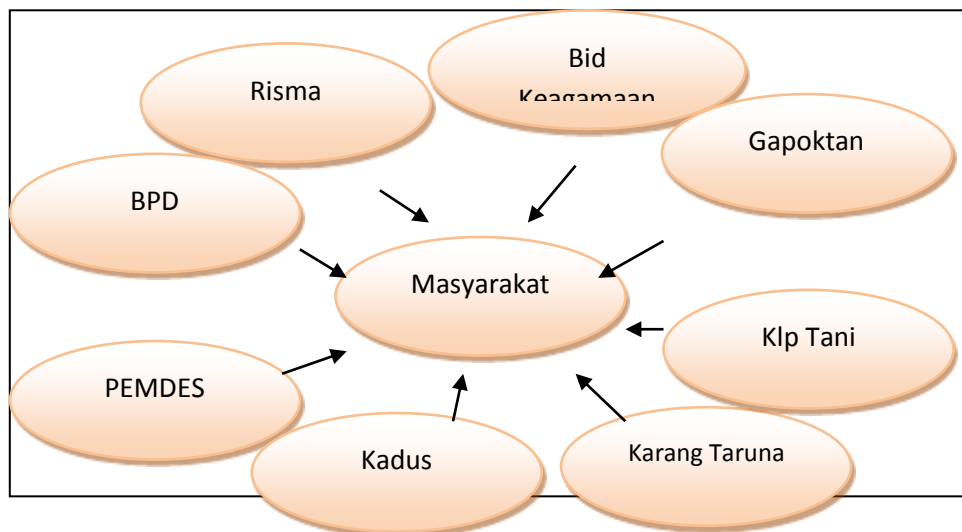 Bid
Keagamaan
Risma
Gapoktan
BPD
Masyarakat
Klp Tani
PEMDES
Kadus
Karang Taruna